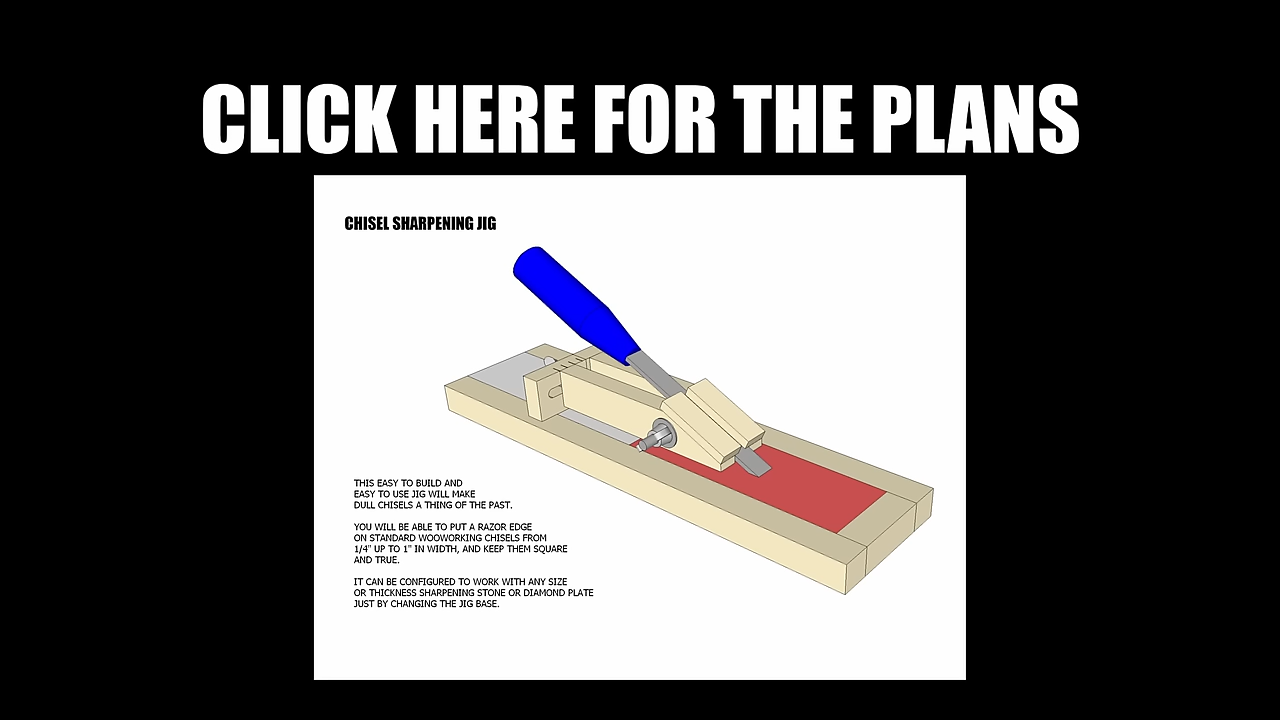 CLICK HERE FOR THE PLANS
CHISEL SHARPENING JIG
THIS EASY TO BUILD AND
EASY TO USE JIG WILL MAKE
DULL CHISELS A THING OF THE PAST.
YOU WILL BE ABLE TO PUT A RAZOR EDGE
ON STANDARD WOOWORKING CHISELS FROM
1/4" UP TO 1" IN WIDTH, AND KEEP THEM SQUARE
AND TRUE.
IT CAN BE CONFIGURED TO WORK WITH ANY SIZE
OR THICKNESS SHARPENING STONE OR DIAMOND PLATE
JUST BY CHANGING THE JIG BASE.